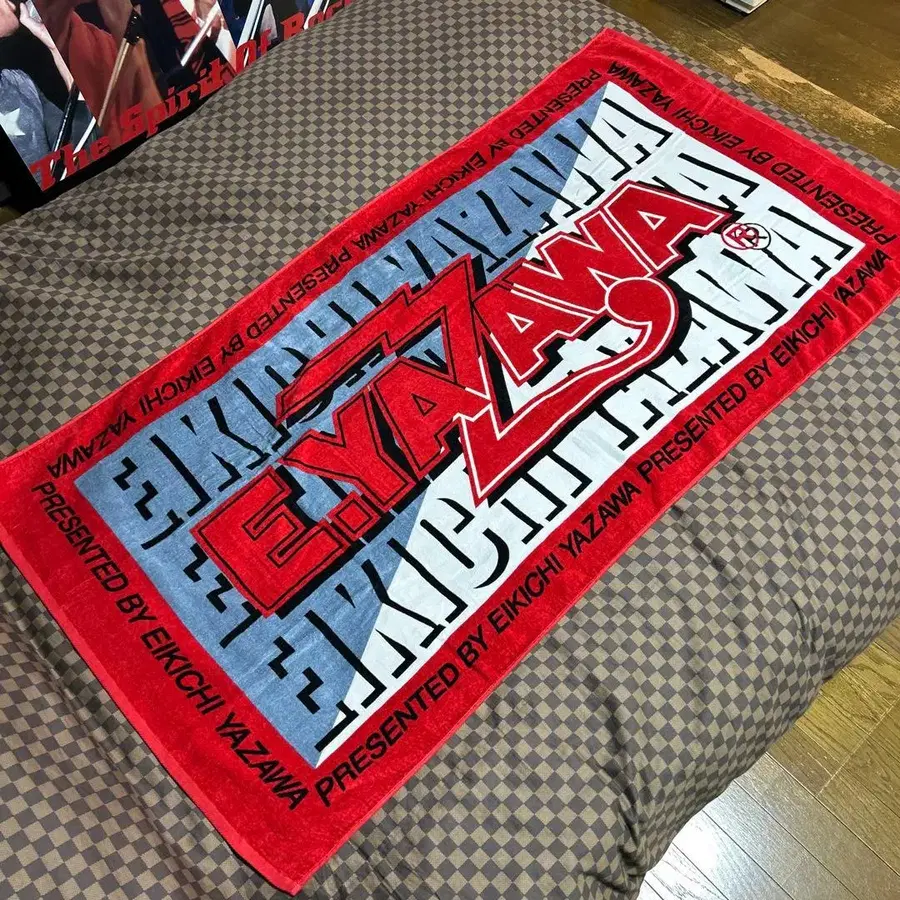 The Spirit Of Rock
PRESENTED BY EIKICHI YAZAWA PRESENTED BY EIKICHI YAZAWA
PRESENTED BY EIKICHI YAZAWA
EIKICHI YAZAWA
E.YAZAWA
EIKICHI YAZAWA
PRESENTED BY EIKICHI YAZAWA
PRESENTED BY EIKICHI YAZAWA PRESENTED BY EIKICHI YAZAWA